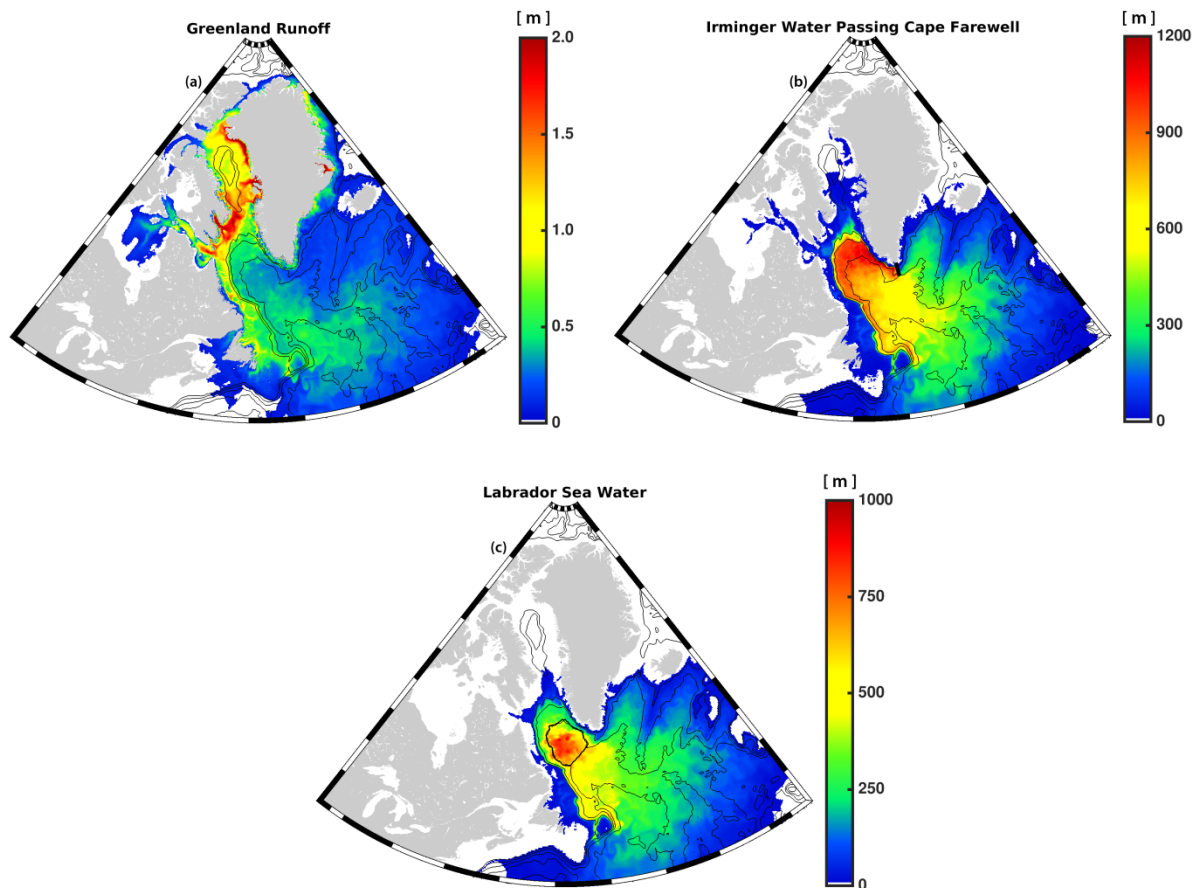 Greenland Runoff
[ m ]
(a)
2.0
1.5
1.0
0.5
0
Irminger Water Passing Cape Farewell
[ m ]
(b)
1200
900
600
300
0
Labrador Sea Water
[ m ]
(c)
1000
750
500
250
0